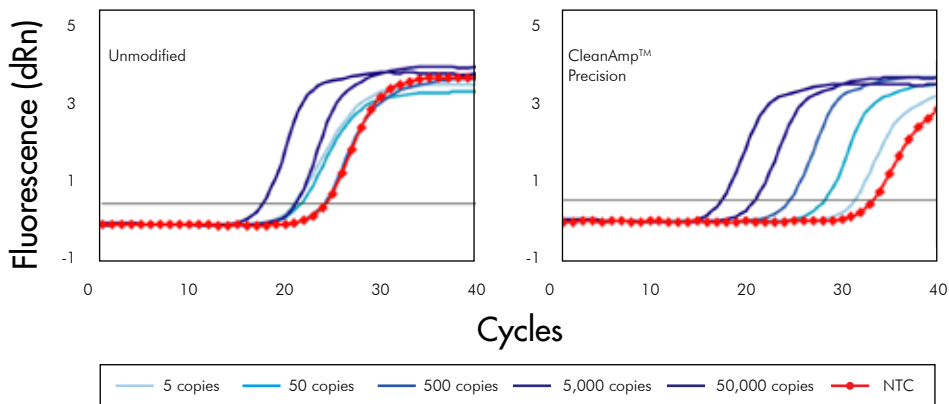 Fluorescence (dRn)
5
3
1
-1
Unmodified
0 10 20 30 40
5
3
1
-1
CleanAmp™
Precision
0 10 20 30 40
Cycles
5 copies 50 copies 500 copies 5,000 copies 50,000 copies NTC